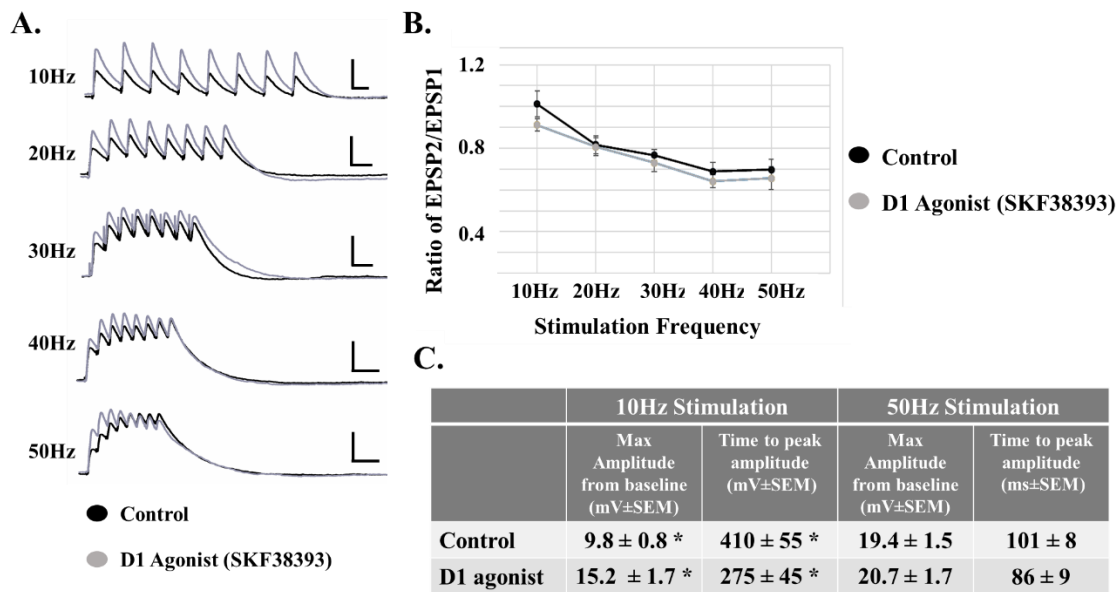 A.
10Hz
20Hz
30Hz
40Hz
50Hz
Control
D1 Agonist (SKF38393)
B.
Ratio of EPSP2/EPSP1
1.2
0.8
0.4
10Hz 20Hz 30Hz 40Hz 50Hz
Stimulation Frequency
Control
D1 Agonist (SKF38393)
C.
10Hz Stimulation 50Hz Stimulation
Max Time to peak Max Time to peak
Amplitude amplitude Amplitude amplitude
from baseline (mV±SEM) from baseline (ms±SEM)
(mV±SEM) (mV±SEM)
Control 9.8 ± 0.8 * 410 ± 55 * 19.4 ± 1.5 101 ± 8
D1 agonist 15.2 ± 1.7 * 275 ± 45 * 20.7 ± 1.7 86 ± 9